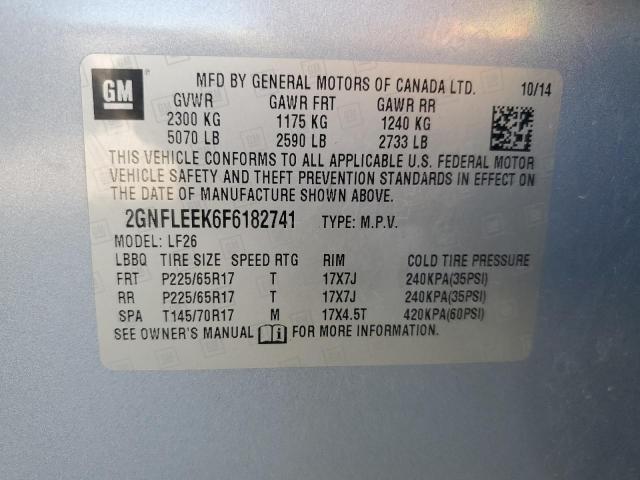 GM MFD BY GENERAL MOTORS OF CANADA LTD. 10/14
GVWR GAWR FRT GAWR RR
2300 KG 1175 KG 1240 KG
5070 LB 2590 LB 2733 LB
THIS VEHICLE CONFORMS TO ALL APPLICABLE U.S. FEDERAL MOTOR
VEHICLE SAFETY AND THEFT PREVENTION STANDARDS IN EFFECT ON
THE DATE OF MANUFACTURE SHOWN ABOVE.
2GNFLEEK6F6182741 TYPE: M.P.V.
MODEL: LF26
LBBQ TIRE SIZE SPEED RTG RIM COLD TIRE PRESSURE
FRT P225/65R17 T 17X7J 240KPA(35PSI)
RR P225/65R17 T 17X7J 240KPA(35PSI)
SPA T145/70R17 M 17X4.5T 420KPA(60PSI)
SEE OWNER'S MANUAL FOR MORE INFORMATION.